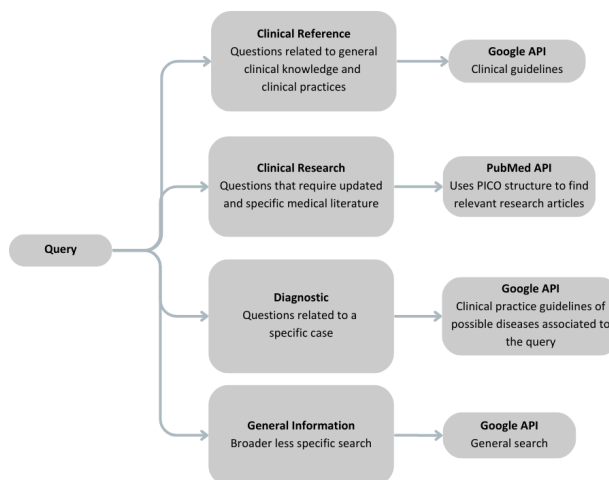 Clinical Reference
Questions related to general
clinical knowledge and
clinical practices
Google API
Clinical guidelines
Clinical Research
Questions that require updated
and specific medical literature
PubMed API
Uses PICO structure to find
relevant research articles
Query
Diagnostic
Questions related to a
specific case
Google API
Clinical practice guidelines of
possible diseases associated to
the query
General Information
Broader less specific search
Google API
General search